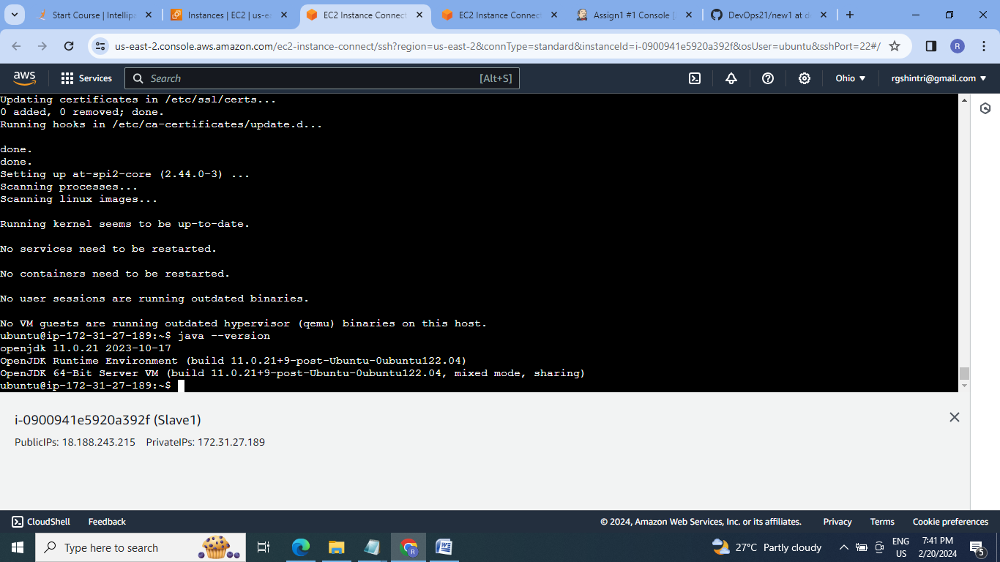 Start Course | Intellipa
Instances | EC2 | us-ea
EC2 Instance Connect
EC2 Instance Connect
Assign1 #1 Console [
DevOps21/new1 at d
us-east-2.console.aws.amazon.com/ec2-instance-connect/ssh?region=us-east-2&connType=standard&instanceId=i-0900941e5920a392f&osUser=ubuntu&sshPort=22#/
R
aws
Services
Search
[Alt+S]
Ohio
rgshintri@gmail.com
Updating certificates in /etc/ssl/certs...
0 added, 0 removed; done.
Running hooks in /etc/ca-certificates/update.d...
done.
done.
Setting up at-spi2-core (2.44.0-3) ...
Scanning processes...
Scanning linux images...
Running kernel seems to be up-to-date.
No services need to be restarted.
No containers need to be restarted.
No user sessions are running outdated binaries.
No VM guests are running outdated hypervisor (qemu) binaries on this host.
ubuntu@ip-172-31-27-189:~$ java --version
openjdk 11.0.21 2023-10-17
OpenJDK Runtime Environment (build 11.0.21+9-post-Ubuntu-0ubuntu122.04)
OpenJDK 64-Bit Server VM (build 11.0.21+9-post-Ubuntu-0ubuntu122.04, mixed mode, sharing)
ubuntu@ip-172-31-27-189:~$
i-0900941e5920a392f (Slave1)
PublicIPs: 18.188.243.215 PrivateIPs: 172.31.27.189
CloudShell
Feedback
© 2024, Amazon Web Services, Inc. or its affiliates.
Privacy
Terms
Cookie preferences
Type here to search
27°C Partly cloudy
ENG
US
7:41 PM
2/20/2024
5